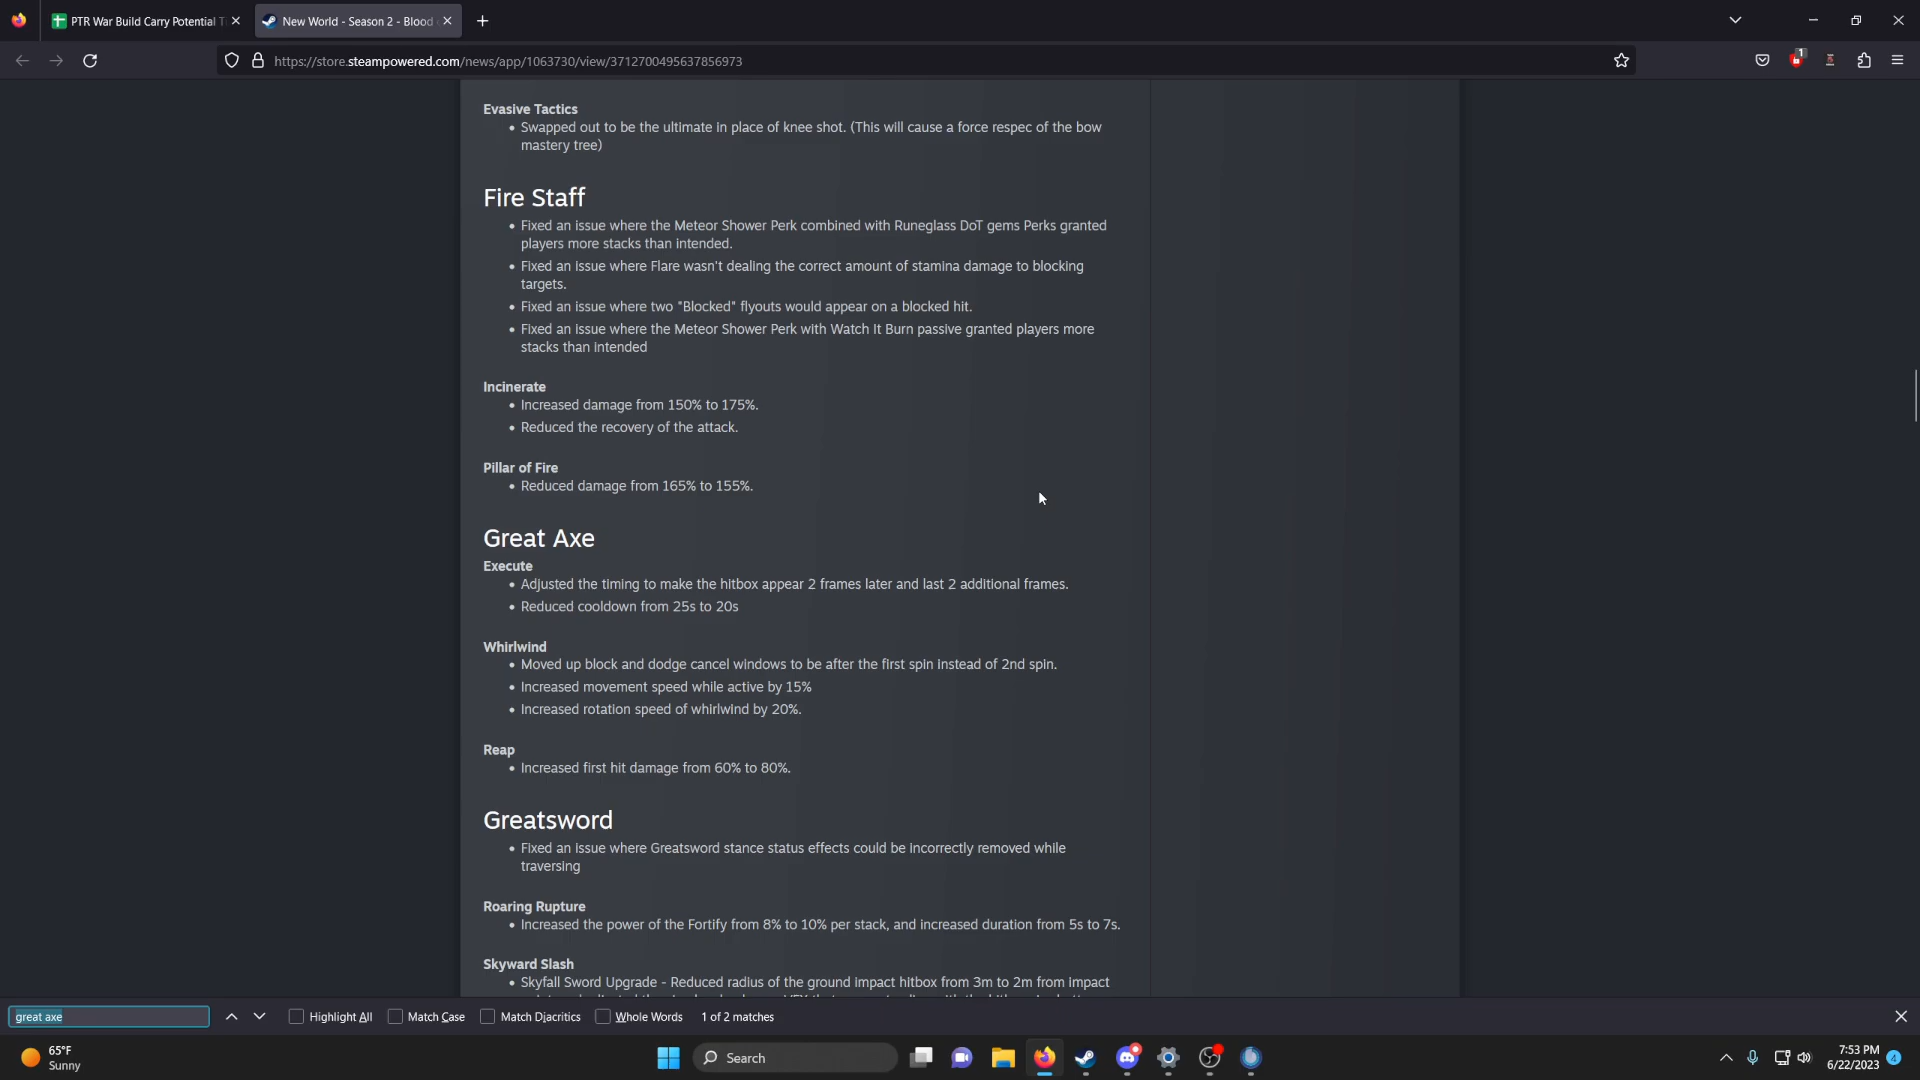 PTR War Build Carry Potential T
New World - Season 2 - Blood
https://store.steampowered.com/news/app/1063730/view/3712700495637856973
1
Evasive Tactics
• Swapped out to be the ultimate in place of knee shot. (This will cause a force respec of the bow
mastery tree)
Fire Staff
• Fixed an issue where the Meteor Shower Perk combined with Runeglass DoT gems Perks granted
players more stacks than intended.
• Fixed an issue where Flare wasn't dealing the correct amount of stamina damage to blocking
targets.
• Fixed an issue where two "Blocked" flyouts would appear on a blocked hit.
• Fixed an issue where the Meteor Shower Perk with Watch It Burn passive granted players more
stacks than intended
Incinerate
• Increased damage from 150% to 175%.
• Reduced the recovery of the attack.
Pillar of Fire
• Reduced damage from 165% to 155%.
Great Axe
Execute
• Adjusted the timing to make the hitbox appear 2 frames later and last 2 additional frames.
• Reduced cooldown from 25s to 20s
Whirlwind
• Moved up block and dodge cancel windows to be after the first spin instead of 2nd spin.
• Increased movement speed while active by 15%
• Increased rotation speed of whirlwind by 20%.
Reap
• Increased first hit damage from 60% to 80%.
Greatsword
• Fixed an issue where Greatsword stance status effects could be incorrectly removed while
traversing
Roaring Rupture
• Increased the power of the Fortify from 8% to 10% per stack, and increased duration from 5s to 7s.
Skyward Slash
• Skyfall Sword Upgrade - Reduced radius of the ground impact hitbox from 3m to 2m from impact
great axe
Highlight All
Match Case
Match Diacritics
Whole Words
1 of 2 matches
65°F
Sunny
Search
7:53 PM
6/22/2023
4